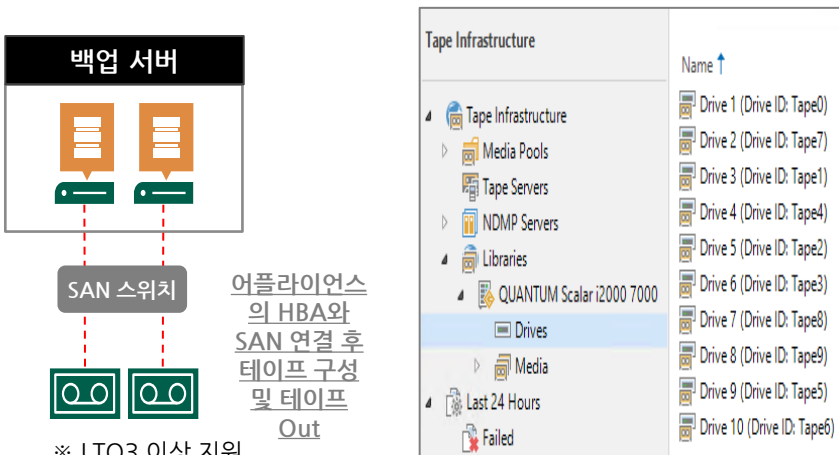 백업 서버
SAN 스위치
어플라이언스
의 HBA와
SAN 연결 후
테이프 구성
및 테이프
Out
※ LTO3 이상 지원
Tape Infrastructure
Tape Infrastructure
Media Pools
Tape Servers
NDMP Servers
Libraries
QUANTUM Scalar i2000 7000
Drives
Media
Last 24 Hours
Failed
Name
Drive 1 (Drive ID: Tape0)
Drive 2 (Drive ID: Tape7)
Drive 3 (Drive ID: Tape1)
Drive 4 (Drive ID: Tape4)
Drive 5 (Drive ID: Tape2)
Drive 6 (Drive ID: Tape3)
Drive 7 (Drive ID: Tape8)
Drive 8 (Drive ID: Tape9)
Drive 9 (Drive ID: Tape5)
Drive 10 (Drive ID: Tape6)